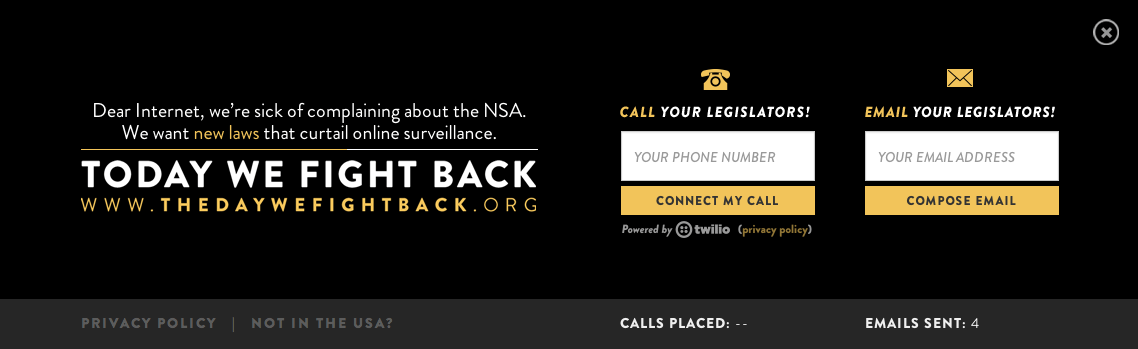 Dear Internet, we're sick of complaining about the NSA.
We want new laws that curtail online surveillance.
TODAY WE FIGHT BACK
WWW.THEDAYWEFIGHTBACK.ORG
CALL YOUR LEGISLATORS!
YOUR PHONE NUMBER
CONNECT MY CALL
Powered by twilio (privacy policy)
EMAIL YOUR LEGISLATORS!
YOUR EMAIL ADDRESS
COMPOSE EMAIL
PRIVACY POLICY | NOT IN THE USA?
CALLS PLACED: --
EMAILS SENT: 4